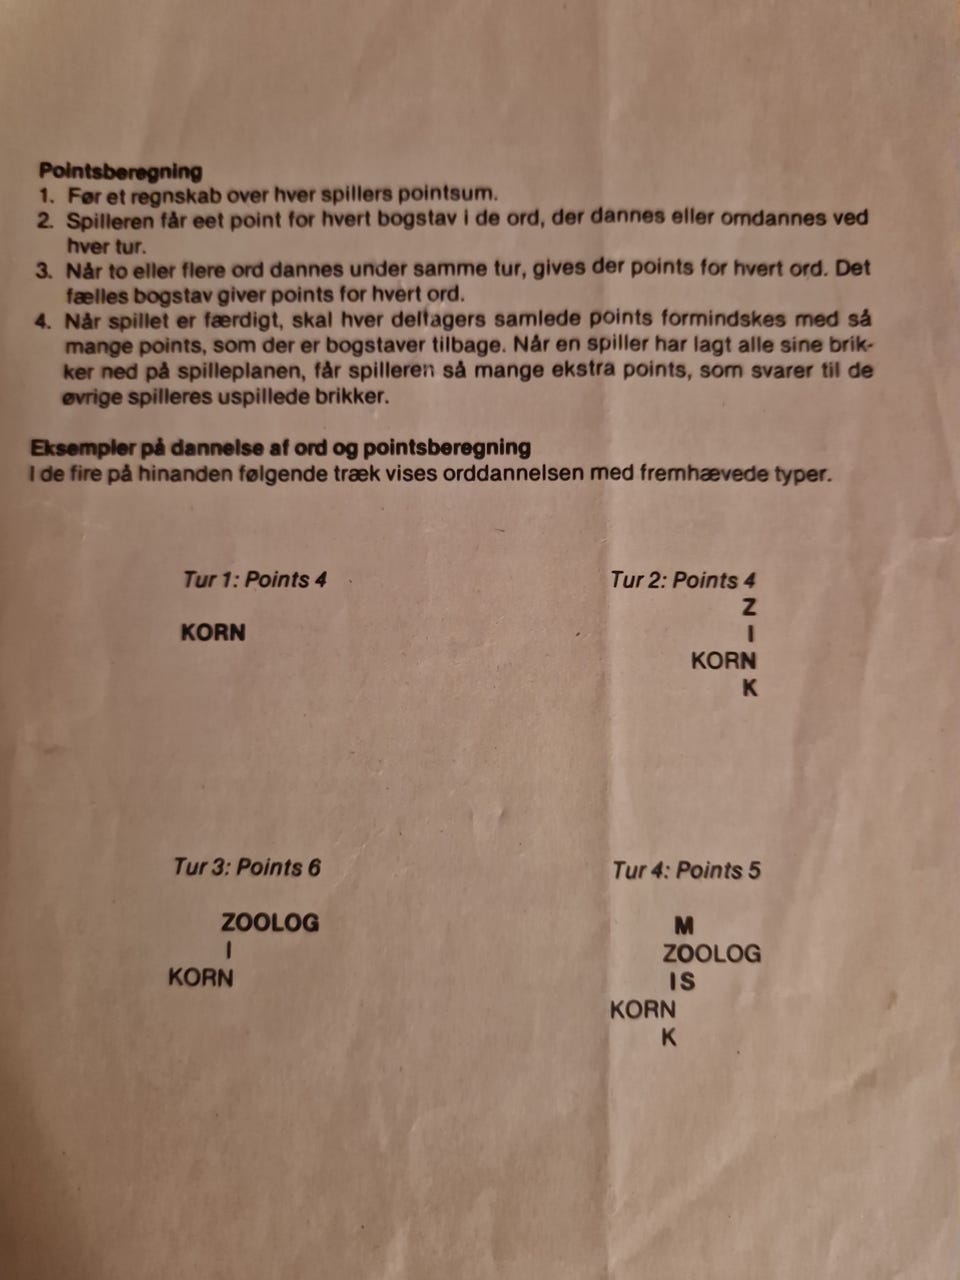 Pointsberegning
1. Før et regnskab over hver spillers pointsum.
2. Spilleren får eet point for hvert bogstav i de ord, der dannes eller omdannes ved
hver tur.
3. Når to eller flere ord dannes under samme tur, gives der points for hvert ord. Det
fælles bogstav giver points for hvert ord.
4. Når spillet er færdigt, skal hver deltagers samlede points formindskes med så
mange points, som der er bogstaver tilbage. Når en spiller har lagt alle sine brik-
ker ned på spilleplanen, får spilleren så mange ekstra points, som svarer til de
øvrige spilleres uspillede brikker.
Eksempler på dannelse af ord og pointsberegning
I de fire på hinanden følgende træk vises orddannelsen med fremhævede typer.
Tur 1: Points 4
KORN
Tur 2: Points 4
Z
I
KORN
K
Tur 3: Points 6
ZOOLOG
I
KORN
Tur 4: Points 5
M
ZOOLOG
IS
KORN
K